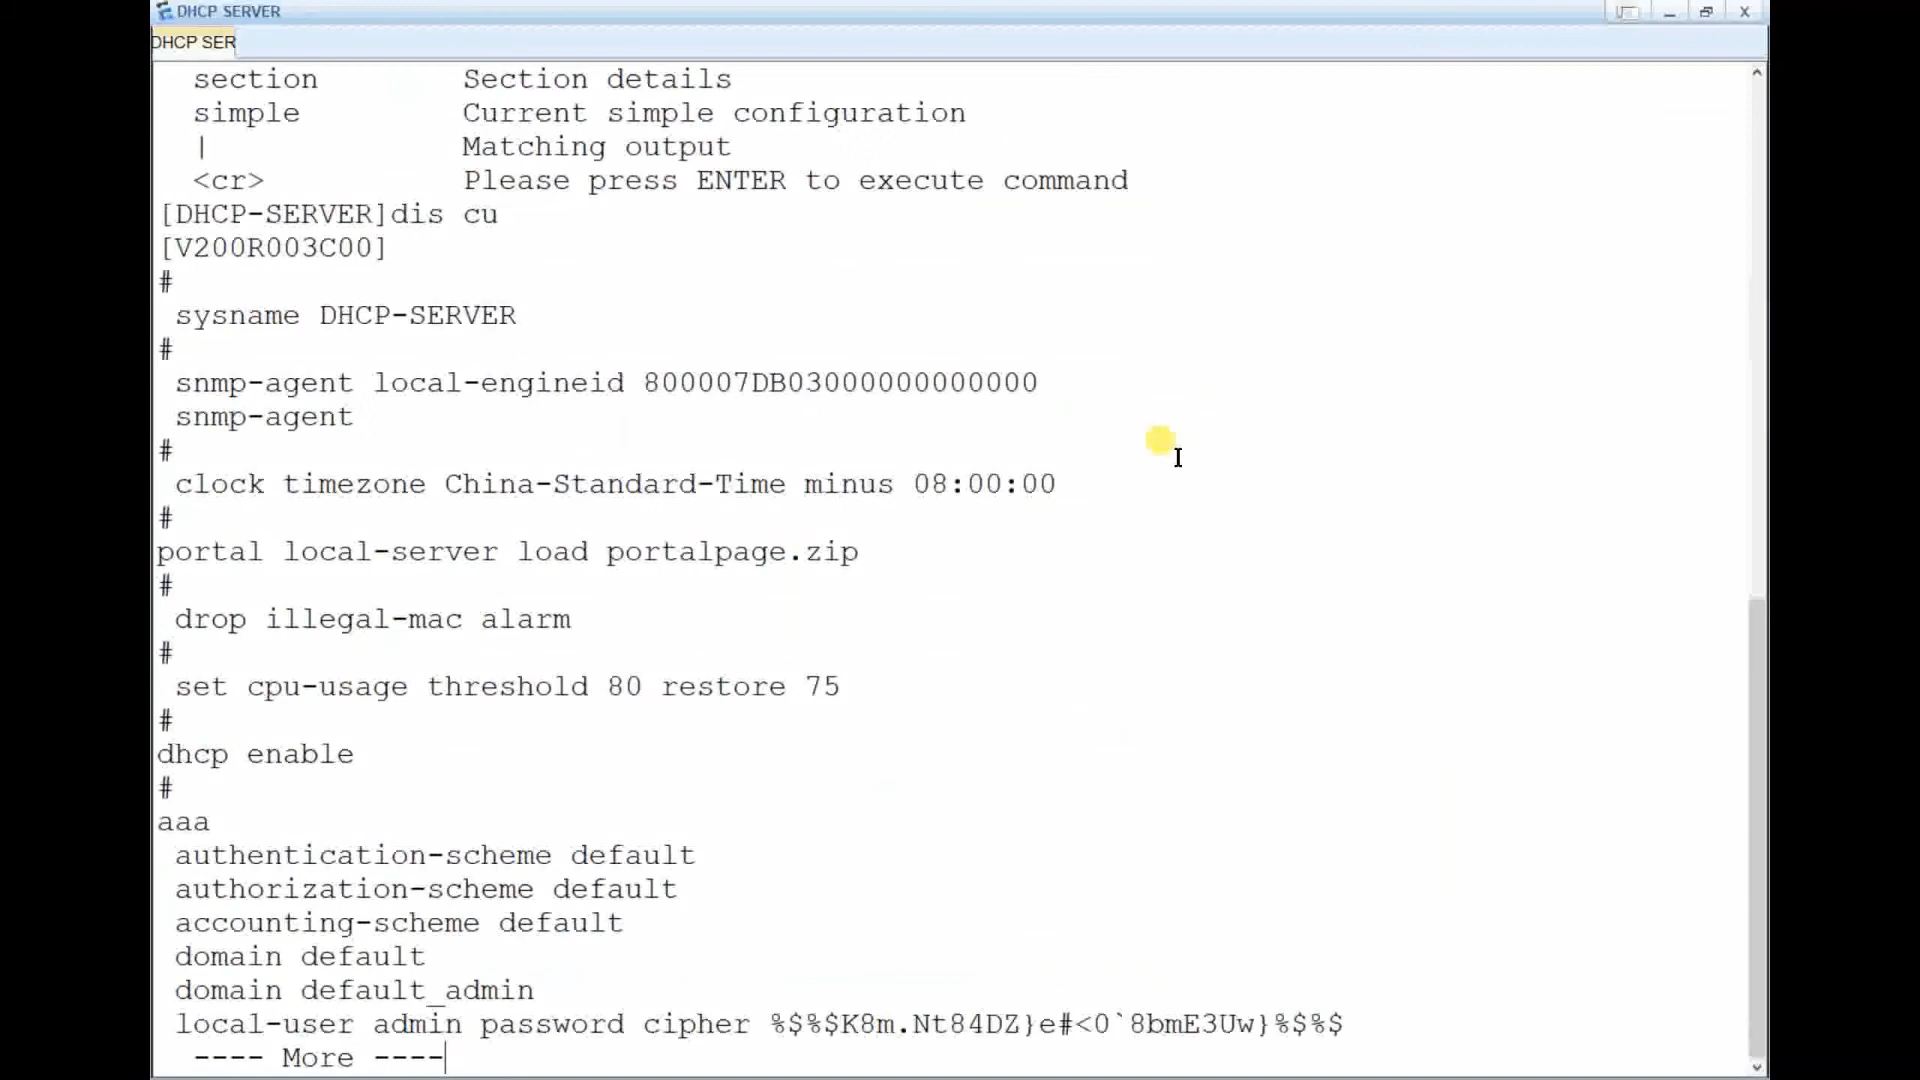 DHCP SERVER
DHCP SER
section Section details
simple Current simple configuration
| Matching output
<cr> Please press ENTER to execute command
[DHCP-SERVER]dis cu
[V200R003C00]
#
sysname DHCP-SERVER
#
snmp-agent local-engineid 800007DB03000000000000
snmp-agent
#
clock timezone China-Standard-Time minus 08:00:00
#
portal local-server load portalpage.zip
#
drop illegal-mac alarm
#
set cpu-usage threshold 80 restore 75
#
dhcp enable
#
aaa
authentication-scheme default
authorization-scheme default
accounting-scheme default
domain default
domain default_admin
local-user admin password cipher %$%$K8m.Nt84DZ}e#<0`8bmE3Uw}%$%$
---- More ----